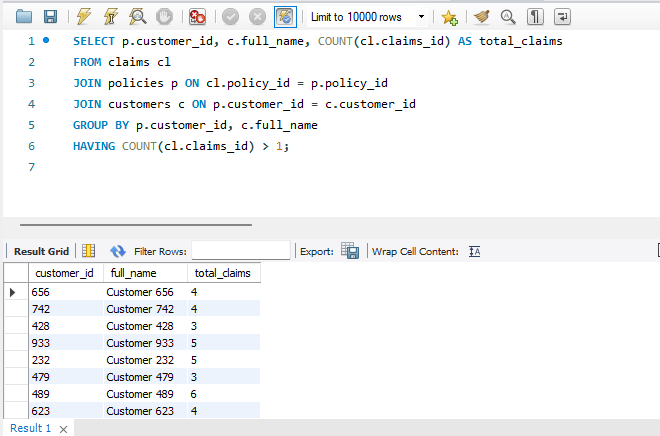 Limit to 10000 rows
1 SELECT p.customer_id, c.full_name, COUNT(cl.claims_id) AS total_claims
2 FROM claims cl
3 JOIN policies p ON cl.policy_id = p.policy_id
4 JOIN customers c ON p.customer_id = c.customer_id
5 GROUP BY p.customer_id, c.full_name
6 HAVING COUNT(cl.claims_id) > 1;
7
Result Grid Filter Rows: Export: Wrap Cell Content: IA
customer_id full_name total_claims
656 Customer 656 4
742 Customer 742 4
428 Customer 428 3
933 Customer 933 5
232 Customer 232 5
479 Customer 479 3
489 Customer 489 6
623 Customer 623 4
Result 1 ×